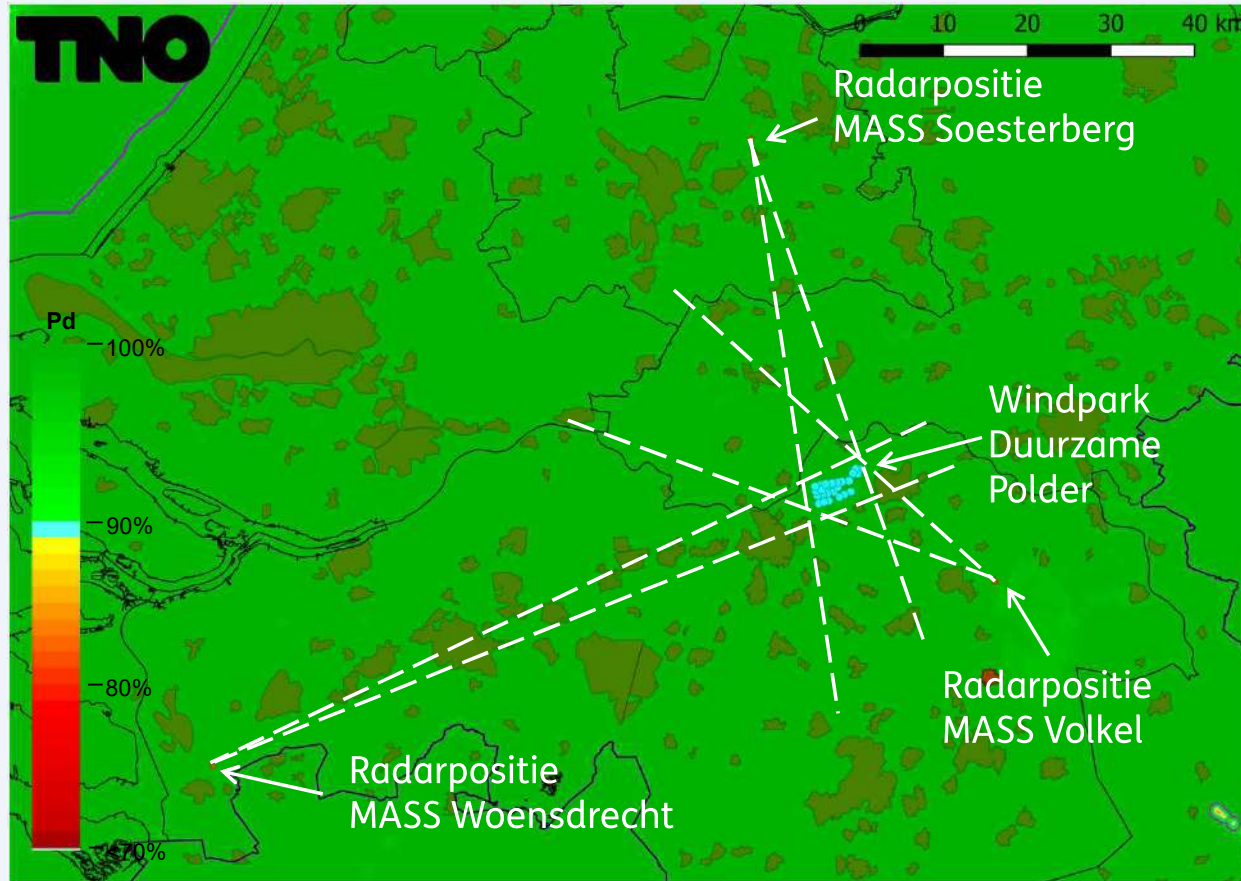 TNO
0 10 20 30 40 km
Radarpositie
MASS Soesterberg
Pd
100%
90%
80%
<70%
Windpark
Duurzame
Polder
Radarpositie
MASS Volkel
Radarpositie
MASS Woensdrecht